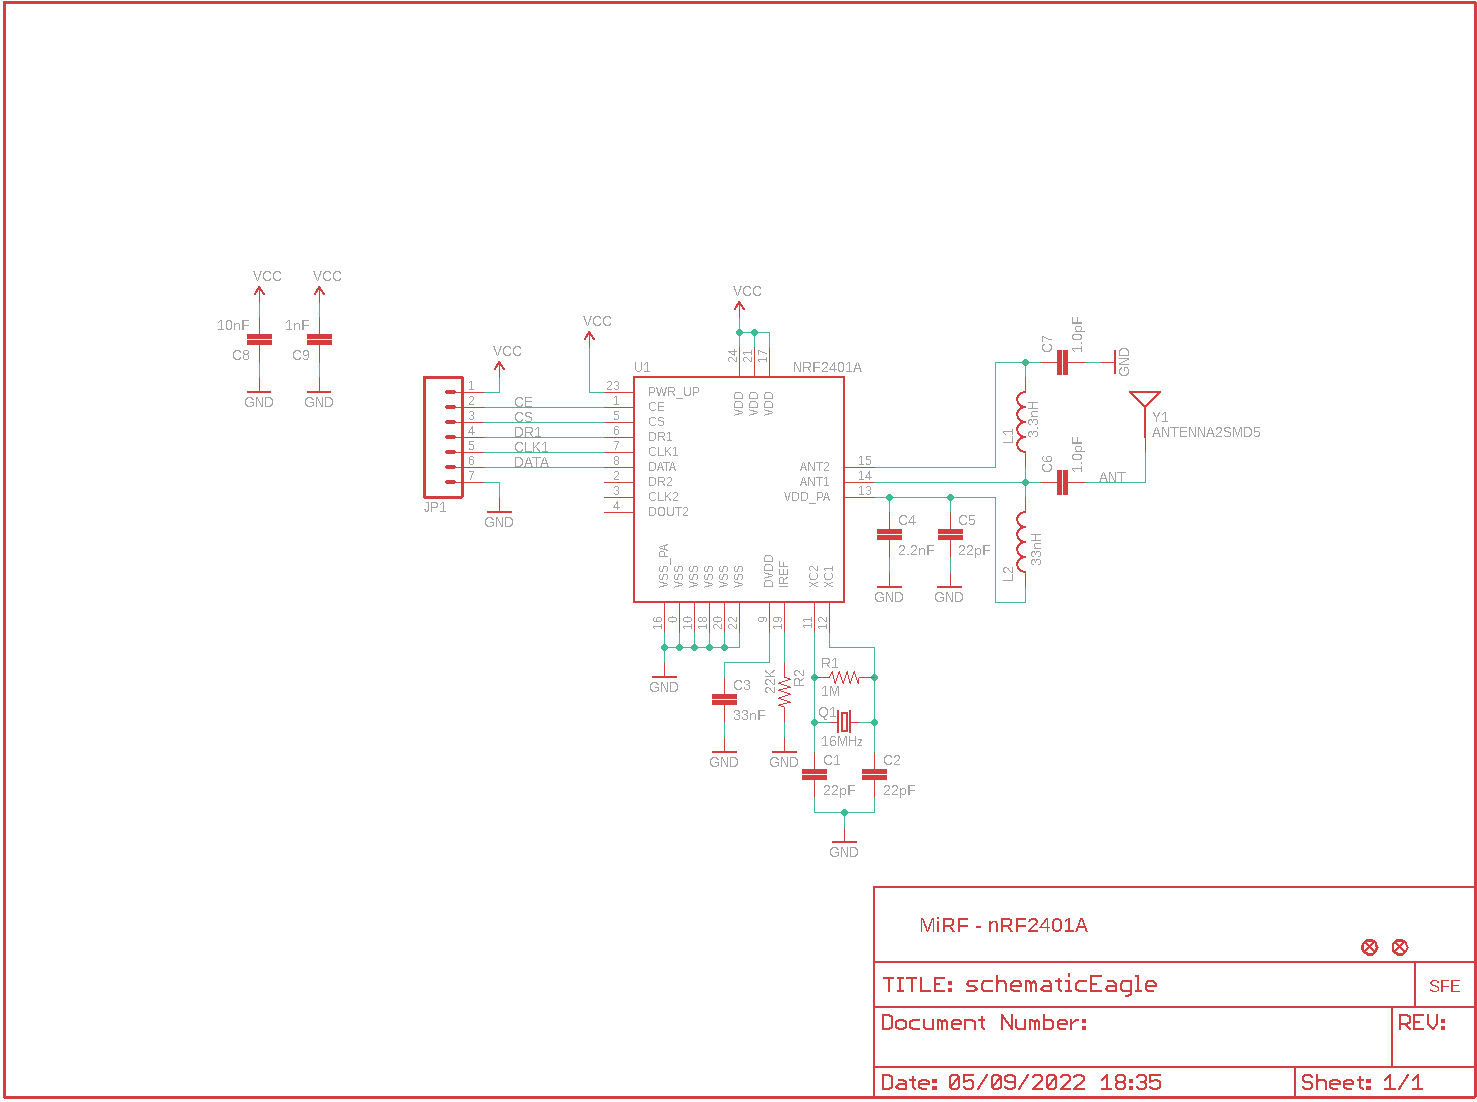 VCC
VCC
10nF
1nF
C8
C9
GND
GND
VCC
VCC
VCC
U1
NRF2401A
24
21
17
VDD
VDD
VDD
1
2
3
4
5
6
7
JP1
CE
CS
DR1
CLK1
DATA
GND
23
1
5
6
7
8
2
3
4
PWR_UP
CE
CS
DR1
CLK1
DATA
DR2
CLK2
DOUT2
ANT2
ANT1
VDD_PA
15
14
13
VSS_PA
VSS
VSS
VSS
VSS
VSS
DVDD
IREF
XC2
XC1
16
0
10
18
20
22
9
19
11
12
GND
C3
33nF
GND
22K
R2
GND
R1
1M
Q1
16MHz
C1
22pF
C2
22pF
GND
C4
2.2nF
GND
C5
22pF
GND
C7
1.0pF
GND
L1
3.3nH
C6
1.0pF
ANT
Y1
ANTENNA2SMD5
L2
33nH
MiRF - nRF2401A
TITLE: schematicEagle
SFE
Document Number:
REV:
Date: 05/09/2022 18:35
Sheet: 1/1